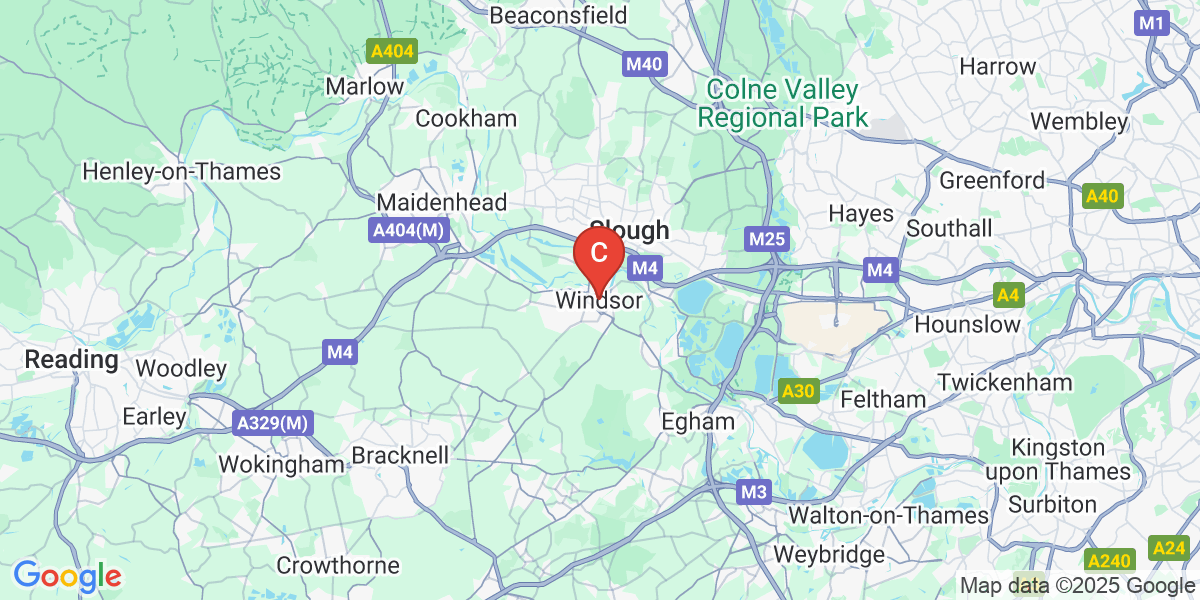 Beaconsfield
M1
A404
M40
Harrow
Marlow
Colne Valley
Regional Park
Cookham
Wembley
Henley-on-Thames
Greenford
A40
Maidenhead
Hayes
A404(M)
Slough
Southall
M25
C
M4
M4
Windsor
A4
Hounslow
Reading
M4
Woodley
Twickenham
A30
Feltham
Earley
A329(M)
Egham
Kingston
upon Thames
Wokingham
Bracknell
M3
Surbiton
Walton-on-Thames
Weybridge
A24
A240
Crowthorne
Google
Map data ©2025 Google